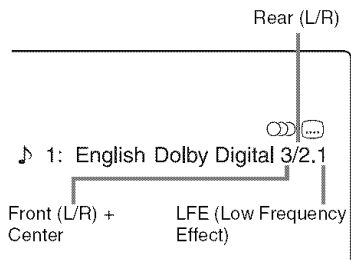 Rear (L/R)
♪ 1: English Dolby Digital 3/2.1
Front (L/R) +
Center
LFE (Low Frequency
Effect)